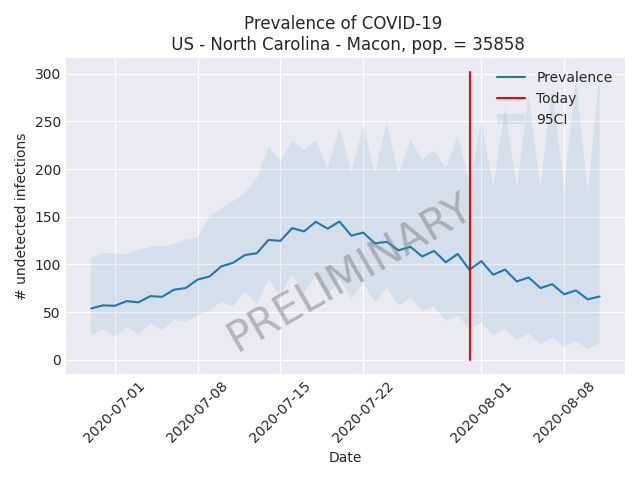 Prevalence of COVID-19
US - North Carolina - Macon, pop. = 35858
Prevalence
Today
95CI
# undetected infections
300
250
200
150
100
50
0
PRELIMINARY
2020-07-01
2020-07-08
2020-07-15
2020-07-22
2020-08-01
2020-08-08
Date